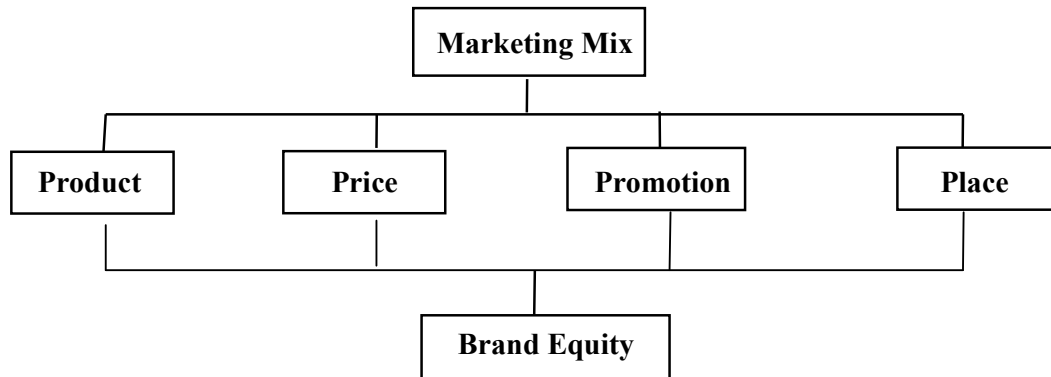 Marketing Mix
Product
Price
Promotion
Place
Brand Equity